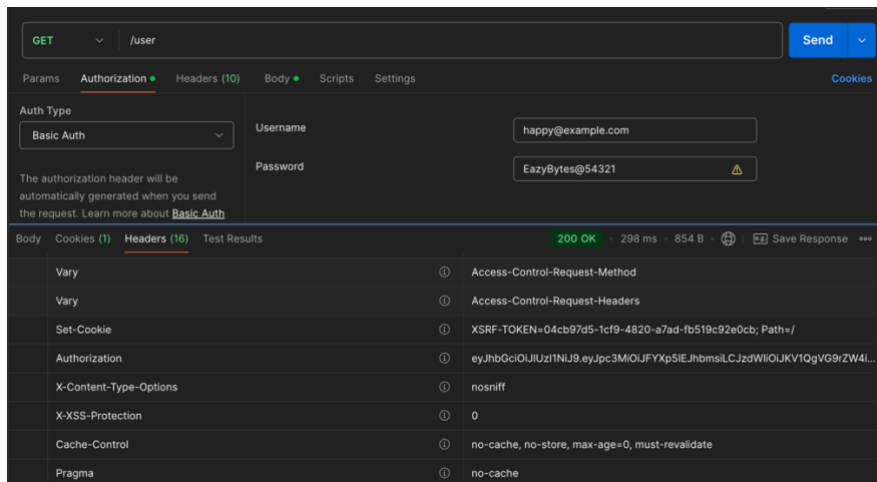 GET /user Send
Params Authorization Headers (10) Body Scripts Settings Cookies
Auth Type
Basic Auth
The authorization header will be
automatically generated when you send
the request. Learn more about Basic Auth
Username happy@example.com
Password EazyBytes@54321
Body Cookies (1) Headers (16) Test Results 200 OK 298 ms 854 B Save Response
Vary Access-Control-Request-Method
Vary Access-Control-Request-Headers
Set-Cookie XSRF-TOKEN=04cb97d5-1cf9-4820-a7ad-fb519c92e0cb; Path=/
Authorization
X-Content-Type-Options nosniff
X-XSS-Protection 0
Cache-Control no-cache, no-store, max-age=0, must-revalidate
Pragma no-cache